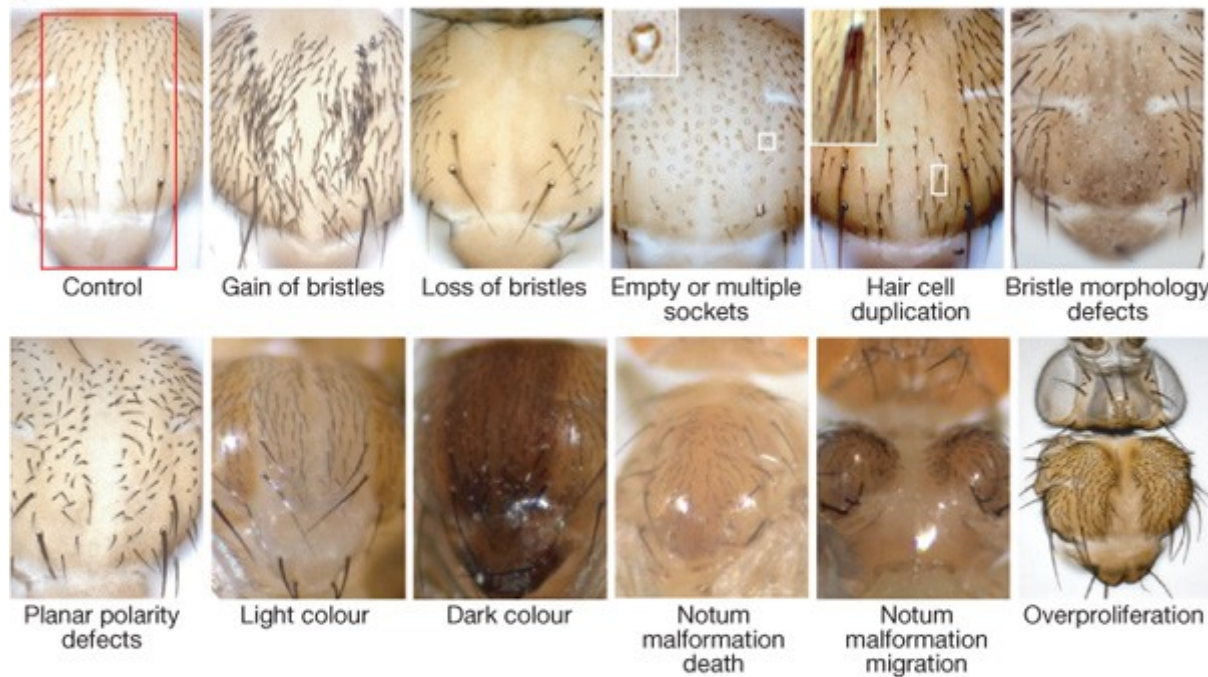 Control
Gain of bristles
Loss of bristles
Empty or multiple
sockets
Hair cell
duplication
Bristle morphology
defects
Planar polarity
defects
Light colour
Dark colour
Notum
malformation
death
Notum
malformation
migration
Overproliferation